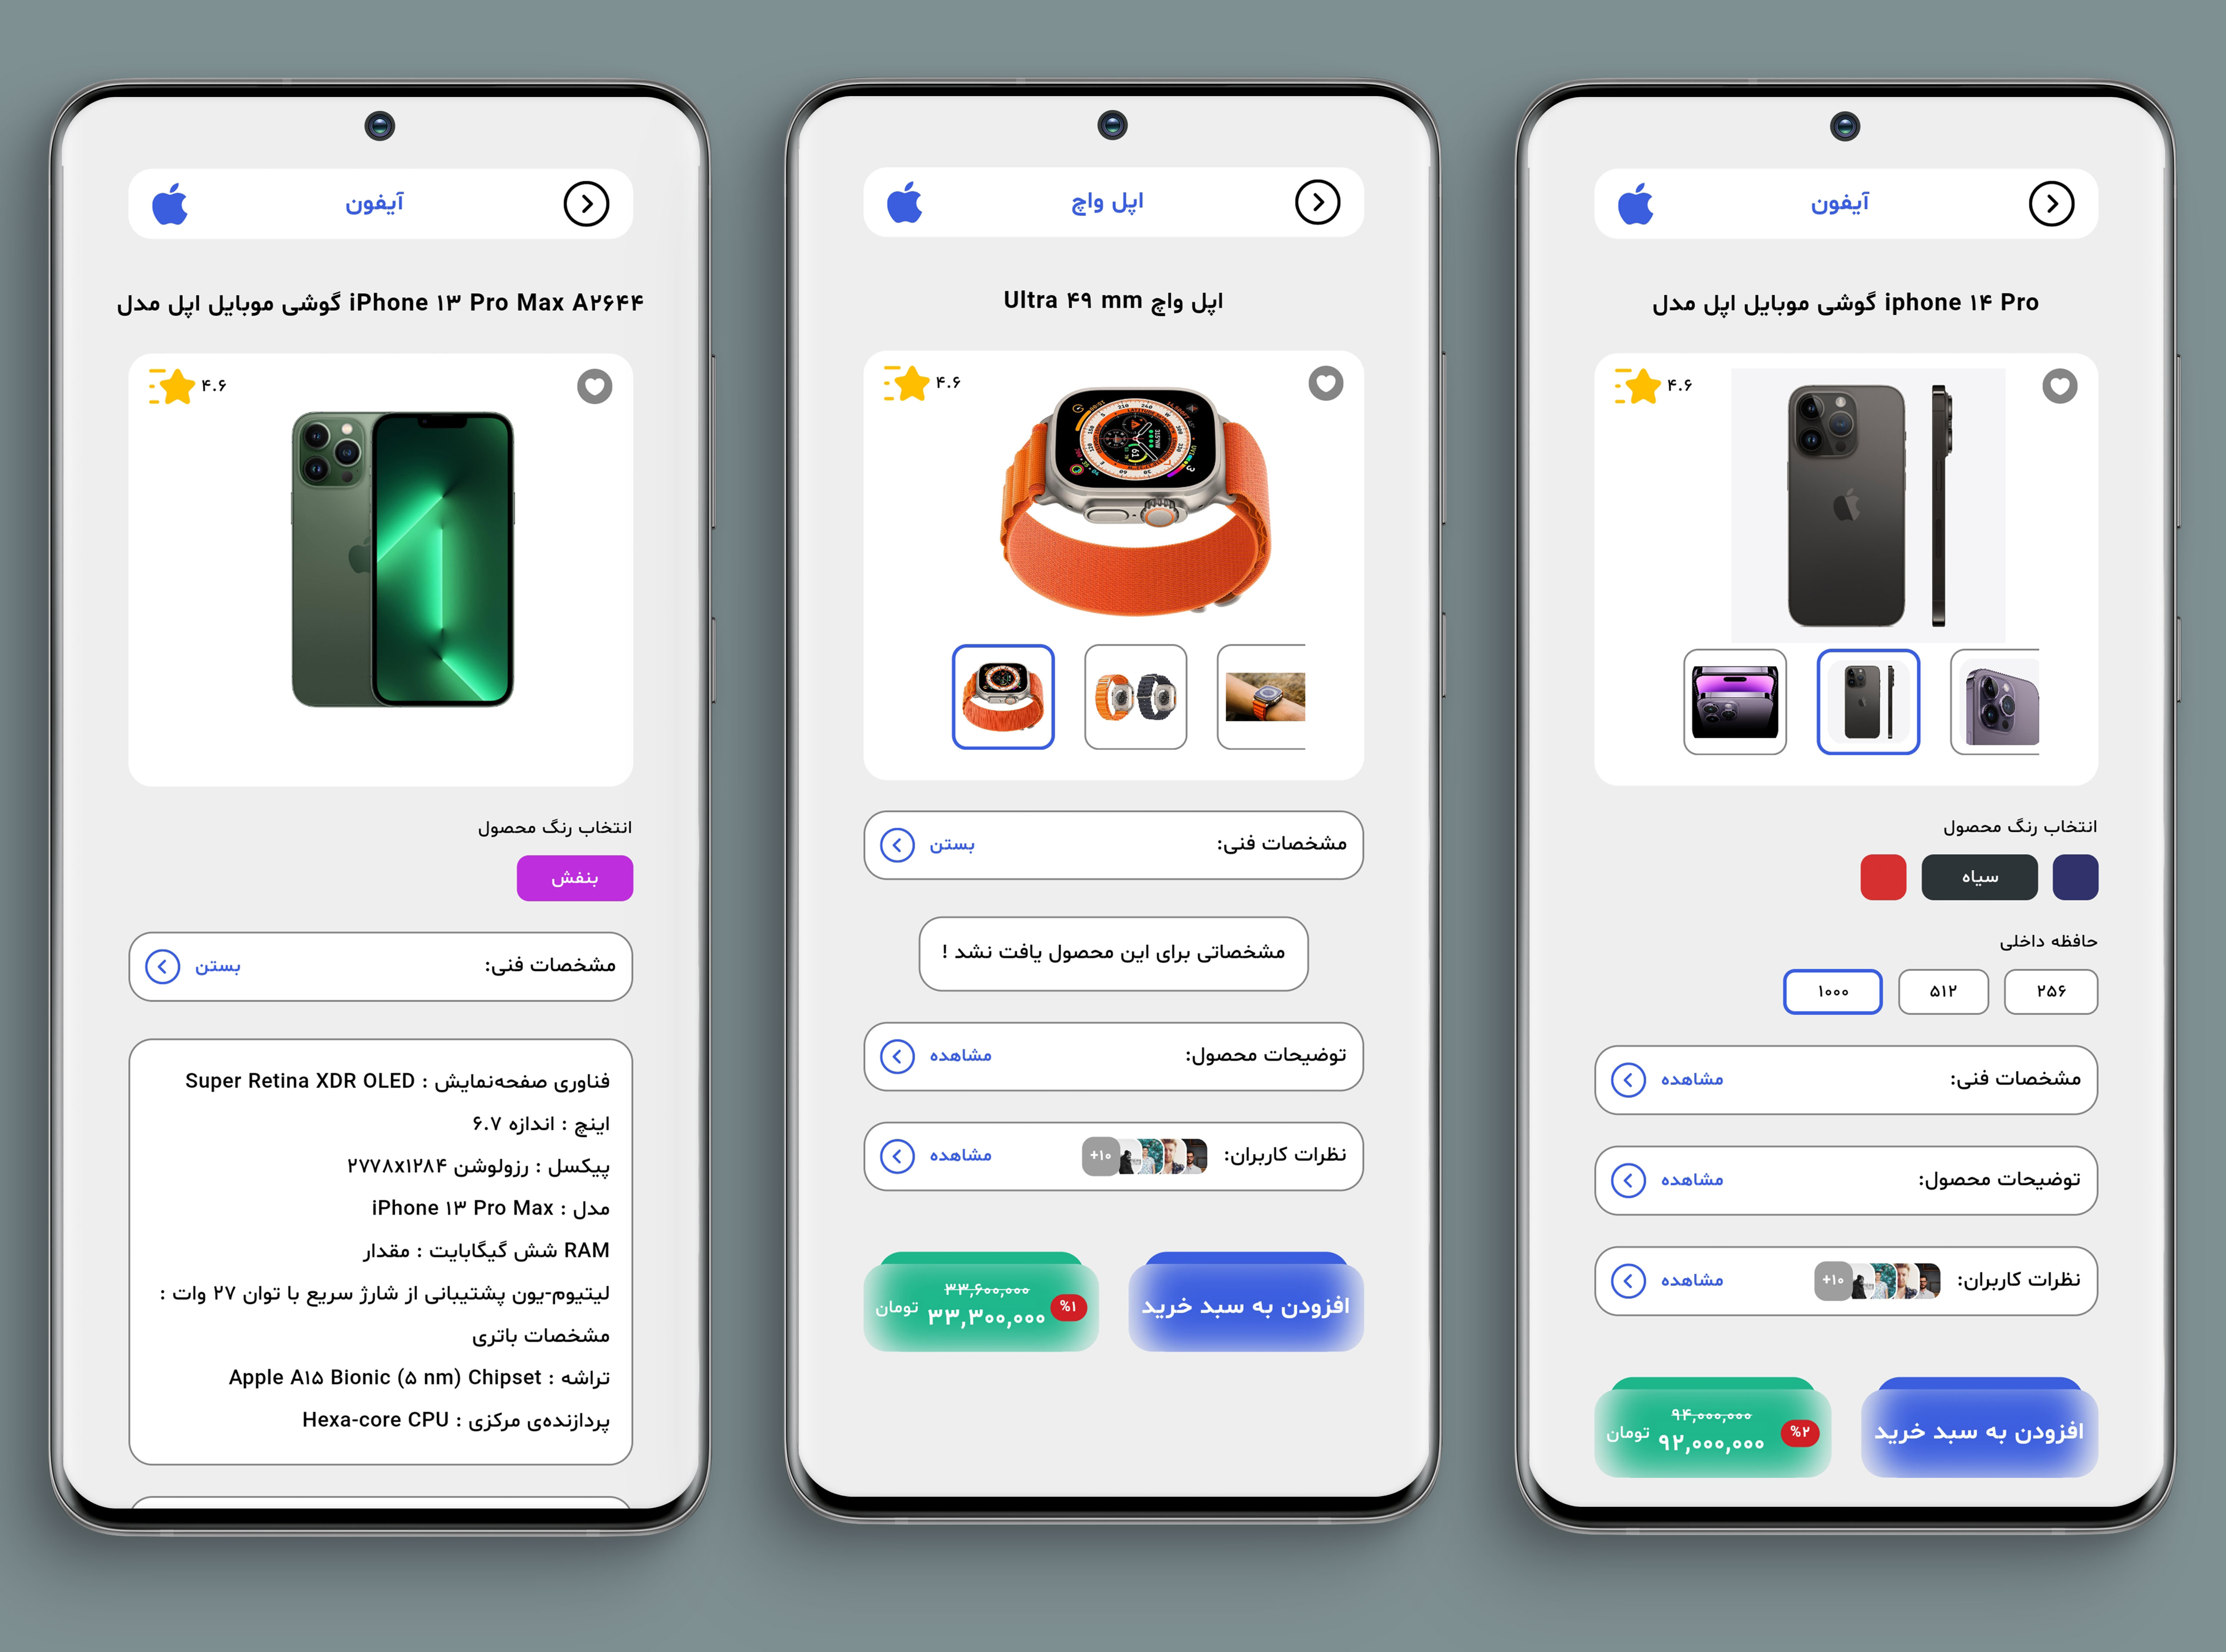 آیفون
iPhone ۱۳ Pro Max A۲۶۴۴ گوشی موبایل اپل مدل
۴.۶
انتخاب رنگ محصول
بنفش
مشخصات فنی:
بستن
فناوری صفحه‌نمایش : Super Retina XDR OLED
اینچ : اندازه ۶.۷
پیکسل : رزولوشن ۲۷۷۸x۱۲۸۴
مدل : iPhone ۱۳ Pro Max
RAM شش گیگابایت : مقدار
لیتیوم-یون پشتیبانی از شارژ سریع با توان ۲۷ وات :
مشخصات باتری
تراشه : Apple A۱۵ Bionic (۵ nm) Chipset
پردازنده‌ی مرکزی : Hexa-core CPU
اپل واچ
اپل واچ Ultra ۴۹ mm
۴.۶
مشخصات فنی:
بستن
مشخصاتی برای این محصول یافت نشد !
توضیحات محصول:
مشاهده
نظرات کاربران:
+۱۰
مشاهده
افزودن به سبد خرید
۳۳,۶۰۰,۰۰۰
%۱
۳۳,۳۰۰,۰۰۰
تومان
آیفون
iphone ۱۴ Pro گوشی موبایل اپل مدل
۴.۶
انتخاب رنگ محصول
سیاه
حافظه داخلی
۲۵۶
۵۱۲
۱۰۰۰
مشخصات فنی:
مشاهده
توضیحات محصول:
مشاهده
نظرات کاربران:
+۱۰
مشاهده
افزودن به سبد خرید
۹۴,۰۰۰,۰۰۰
%۲
۹۲,۰۰۰,۰۰۰
تومان